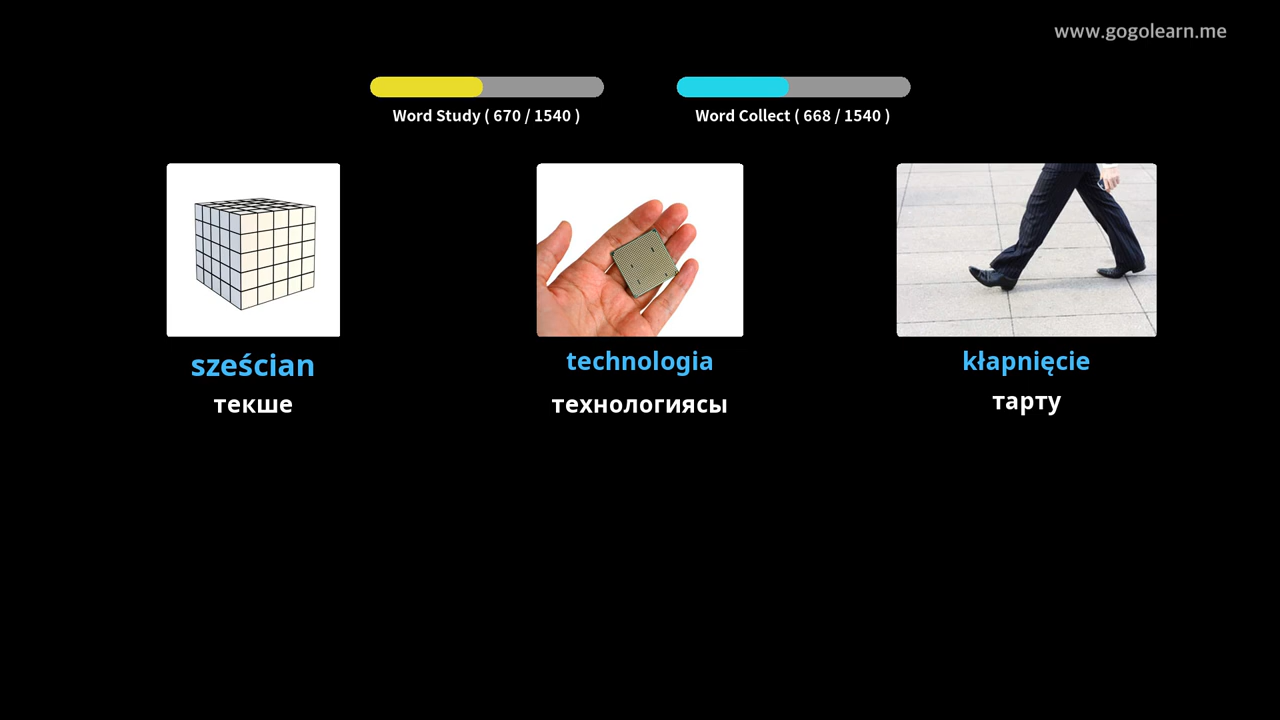 www.gogolearn.me
Word Study ( 670 / 1540 )
Word Collect ( 668 / 1540 )
sześcian
technologia
kłapnięcie
текше
технологиясы
тарту